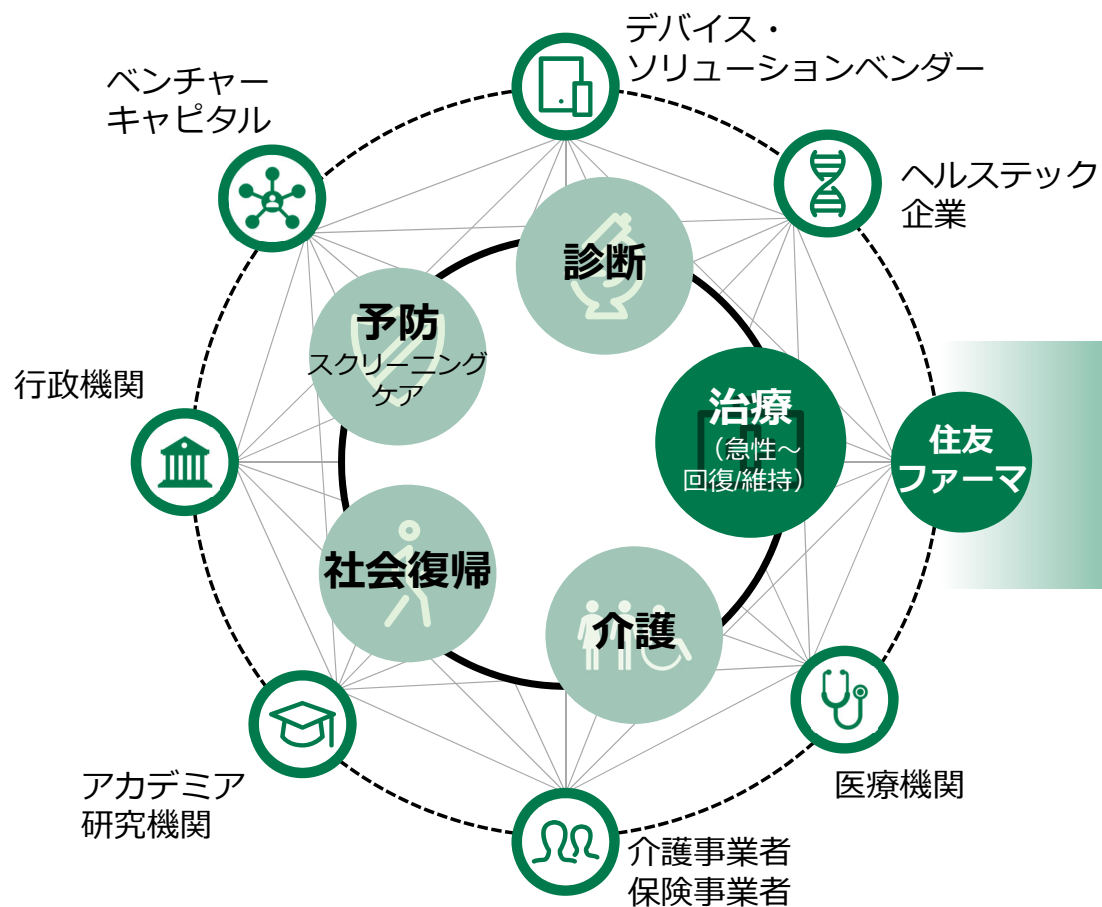 デバイス・
ソリューションベンダー
ベンチャー
キャピタル
ヘルステック
企業
診断
予防
スクリーニング
ケア
行政機関
治療
（急性～
回復/維持）
住友
ファーマ
社会復帰
介護
医療機関
アカデミア
研究機関
介護事業者
保険事業者